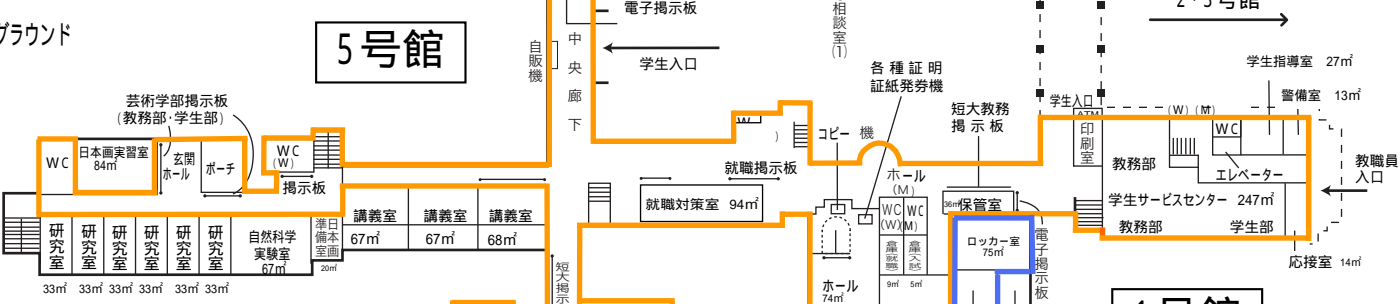 グラウンド
5号館
電子掲示板
相談室(1)
2・3号館
中央廊下
自販機
学生入口
各種証明
証紙発券機
学生指導室 27㎡
警備室 13㎡
芸術学部掲示板
(教務部・学生部)
短大教務
掲示板
学生入口
ATM
印刷室
(W) (M)
WC
W
)
コピー機
WC
日本画実習室
84㎡
玄関
ホール
ポーチ
WC
(W)
掲示板
就職掲示板
ホール
(M)
教務部
エレベーター
教職員
入口
就職対策室 94㎡
36㎡
保管室
学生サービスセンター 247㎡
講義室
67㎡
講義室
67㎡
講義室
68㎡
WC
(W)
WC
(M)
教務部
学生部
研究室
研究室
研究室
研究室
研究室
研究室
自然科学
実験室
67㎡
日本画
準備室
20㎡
ロッカー室
75㎡
電子掲示板
応接室 14㎡
33㎡ 33㎡ 33㎡ 33㎡ 33㎡ 33㎡
短大掲示
9㎡ 5㎡
ホール
74㎡